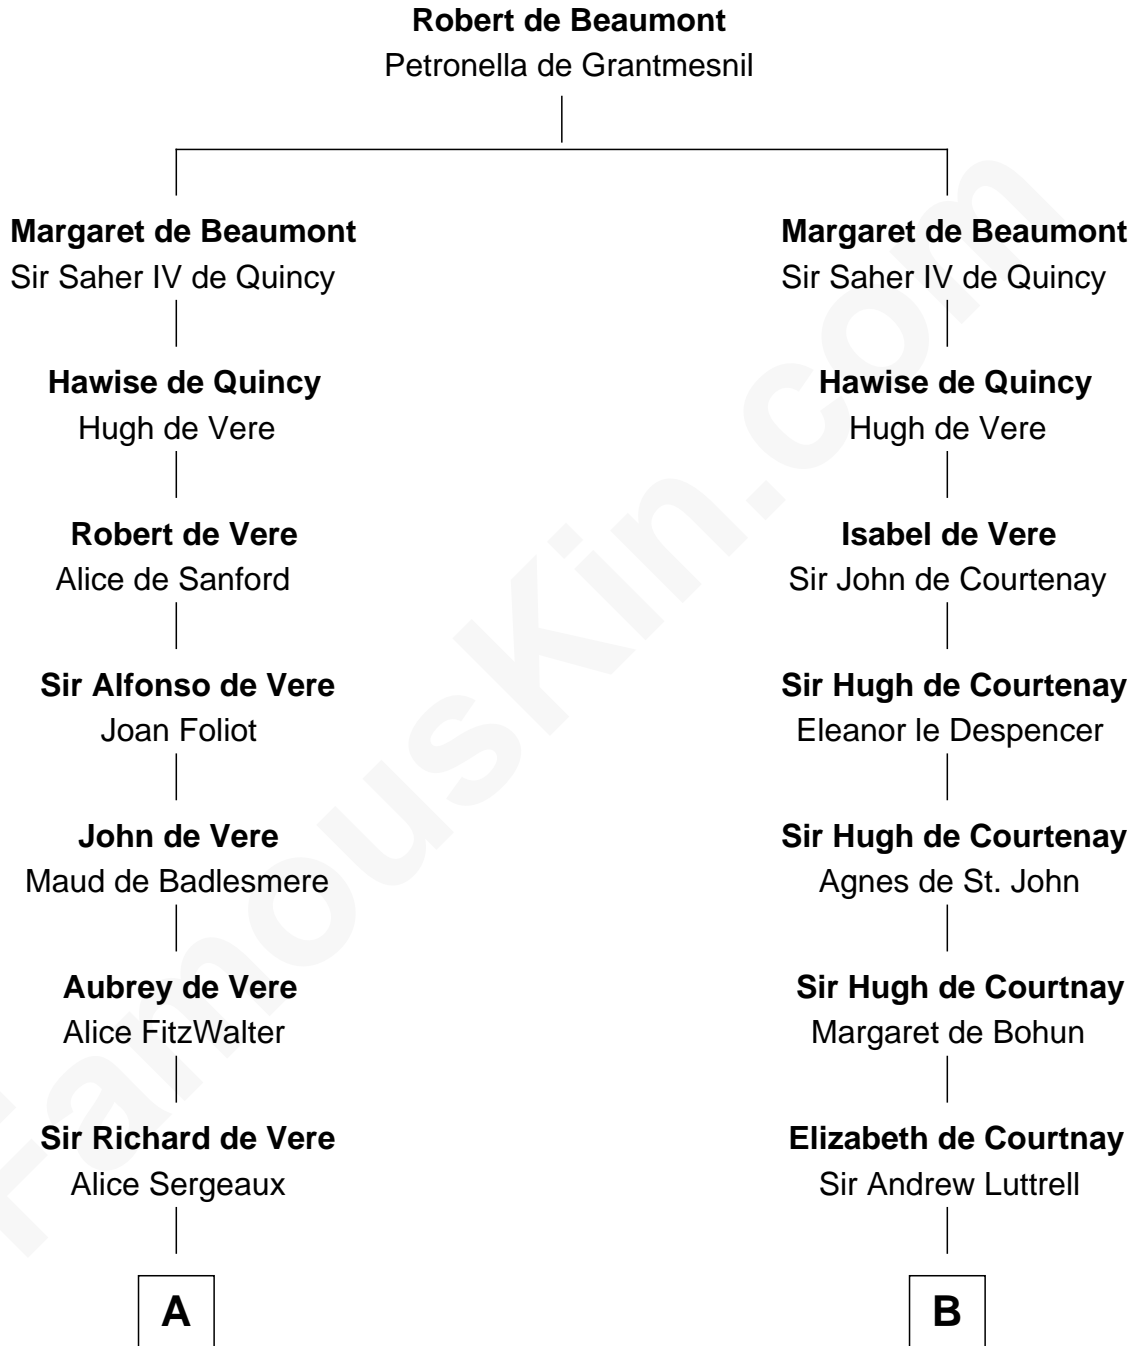 Robert de Beaumont
Petronella de Grantmesnil
Margaret de Beaumont
Sir Saher IV de Quincy
Hawise de Quincy
Hugh de Vere
Robert de Vere
Alice de Sanford
Sir Alfonso de Vere
Joan Foliot
John de Vere
Maud de Badlesmere
Aubrey de Vere
Alice FitzWalter
Sir Richard de Vere
Alice Sergeaux
A
Margaret de Beaumont
Sir Saher IV de Quincy
Hawise de Quincy
Hugh de Vere
Isabel de Vere
Sir John de Courtenay
Sir Hugh de Courtenay
Eleanor le Despencer
Sir Hugh de Courtenay
Agnes de St. John
Sir Hugh de Courtnay
Margaret de Bohun
Elizabeth de Courtnay
Sir Andrew Luttrell
B
FamousKin.com